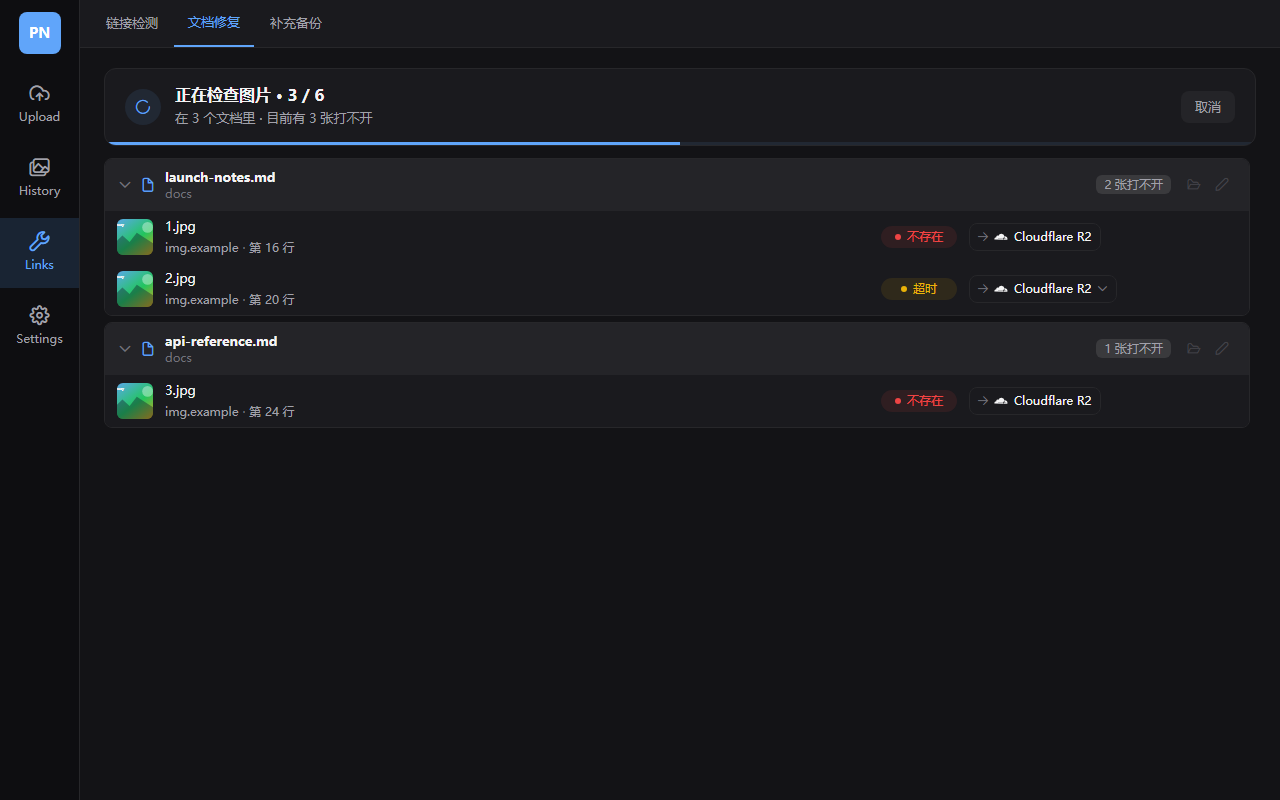 PN
Upload
History
Links
Settings
链接检测 文档修复 补充备份
正在检查图片 • 3 / 6
在 3 个文档里 · 目前有 3 张打不开
取消
launch-notes.md
docs
2 张打不开
1.jpg
img.example · 第 16 行
不存在
→ Cloudflare R2
2.jpg
img.example · 第 20 行
超时
→ Cloudflare R2
api-reference.md
docs
1 张打不开
3.jpg
img.example · 第 24 行
不存在
→ Cloudflare R2